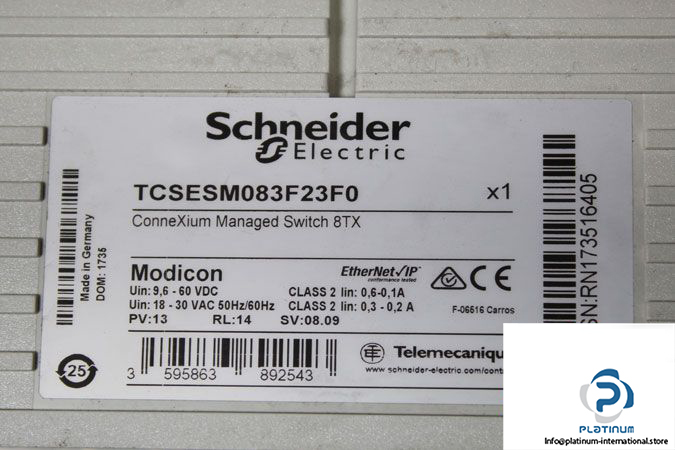 Schneider
Electric
TCSESM083F23F0 x1
ConneXium Managed Switch 8TX
Modicon
EtherNet/IP
conformance tested
CE
Uin: 9,6 - 60 VDC CLASS 2 Iin: 0,6-0,1A
Uin: 18 - 30 VAC 50Hz/60Hz CLASS 2 Iin: 0,3 - 0,2 A
F-06616 Carros
PV:13 RL:14 SV:08.09
Made in Germany
DOM: 1735
SN:RN173516405
25
3 595863 892543
Telemecaniqu
www.schneider-electric.com/cont
PLATINUM
Info@platinum-international.store